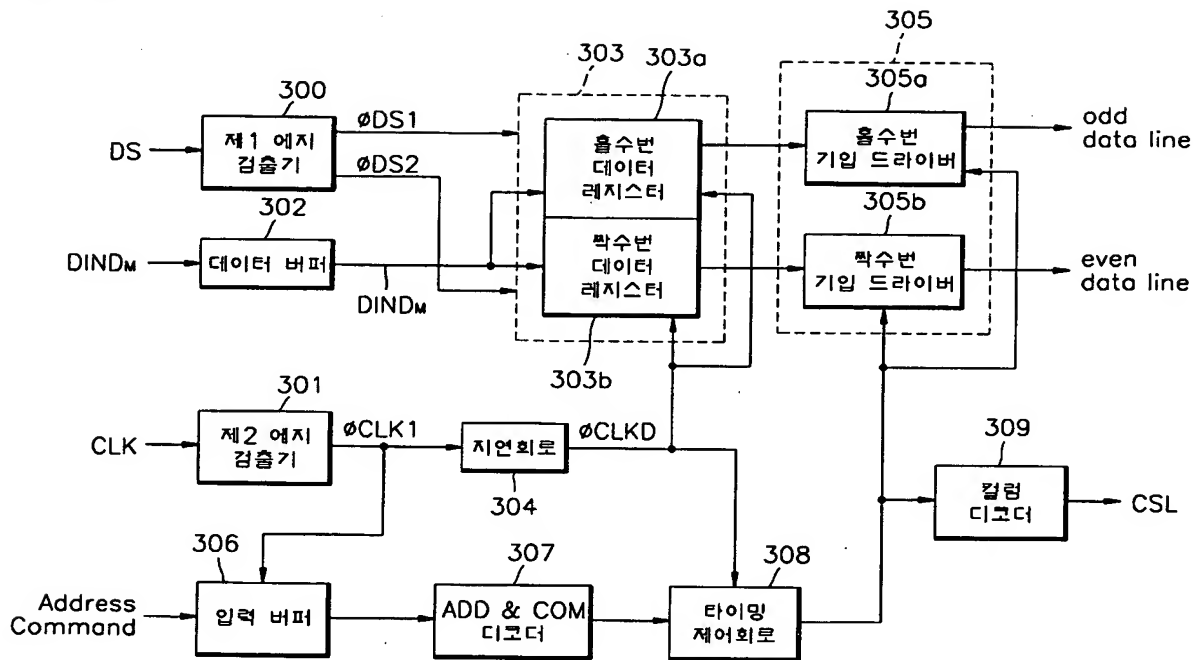 305
303
303a
305a
300
øDS1
DS
제1 에지
검출기
øDS2
홀수번
데이터
레지스터
홀수번
기입 드라이버
odd
data line
302
305b
DINDM
데이터 버퍼
DINDM
짝수번
데이터
레지스터
짝수번
기입 드라이버
even
data line
303b
301
CLK
제2 에지
검출기
øCLK1
지연회로
øCLKD
304
309
컬럼
디코더
CSL
306
307
308
Address
Command
입력 버퍼
ADD & COM
디코더
타이밍
제어회로